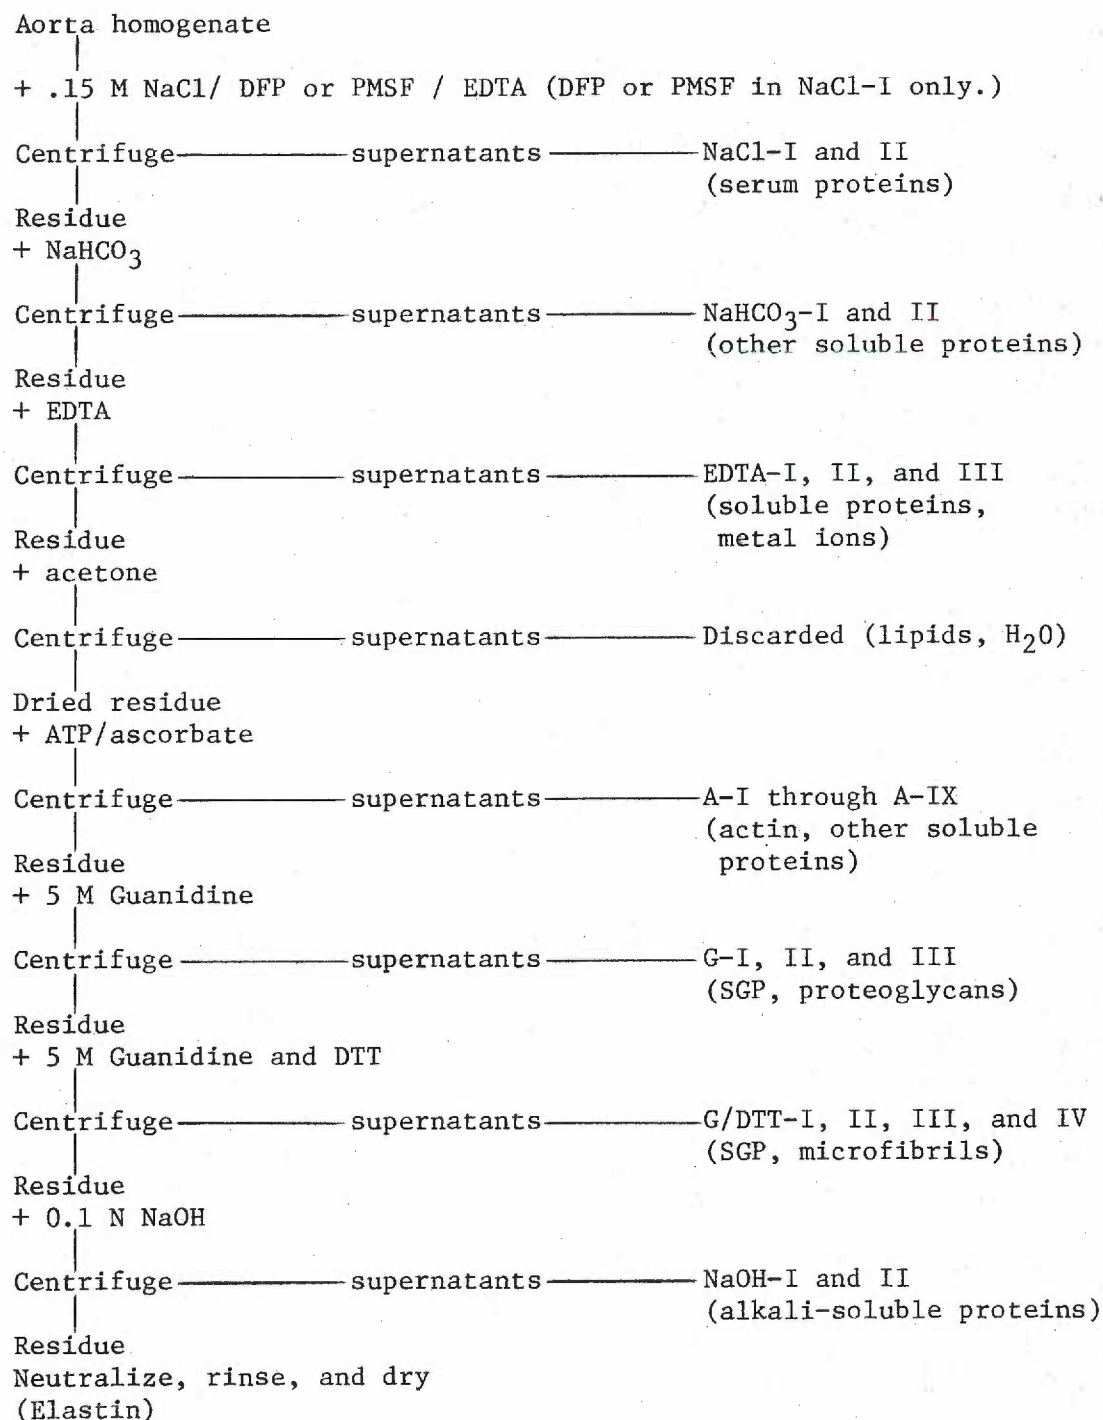 Aorta homogenate
+ .15 M NaCl/ DFP or PMSF / EDTA (DFP or PMSF in NaCl-I only.)
Centrifuge supernatants NaCl-I and II
(serum proteins)
Residue
+ NaHCO3
Centrifuge supernatants NaHCO3-I and II
(other soluble proteins)
Residue
+ EDTA
Centrifuge supernatants EDTA-I, II, and III
(soluble proteins,
metal ions)
Residue
+ acetone
Centrifuge supernatants Discarded (lipids, H2O)
Dried residue
+ ATP/ascorbate
Centrifuge supernatants A-I through A-IX
(actin, other soluble
proteins)
Residue
+ 5 M Guanidine
Centrifuge supernatants G-I, II, and III
(SGP, proteoglycans)
Residue
+ 5 M Guanidine and DTT
Centrifuge supernatants G/DTT-I, II, III, and IV
(SGP, microfibrils)
Residue
+ 0.1 N NaOH
Centrifuge supernatants NaOH-I and II
(alkali-soluble proteins)
Residue
Neutralize, rinse, and dry
(Elastin)